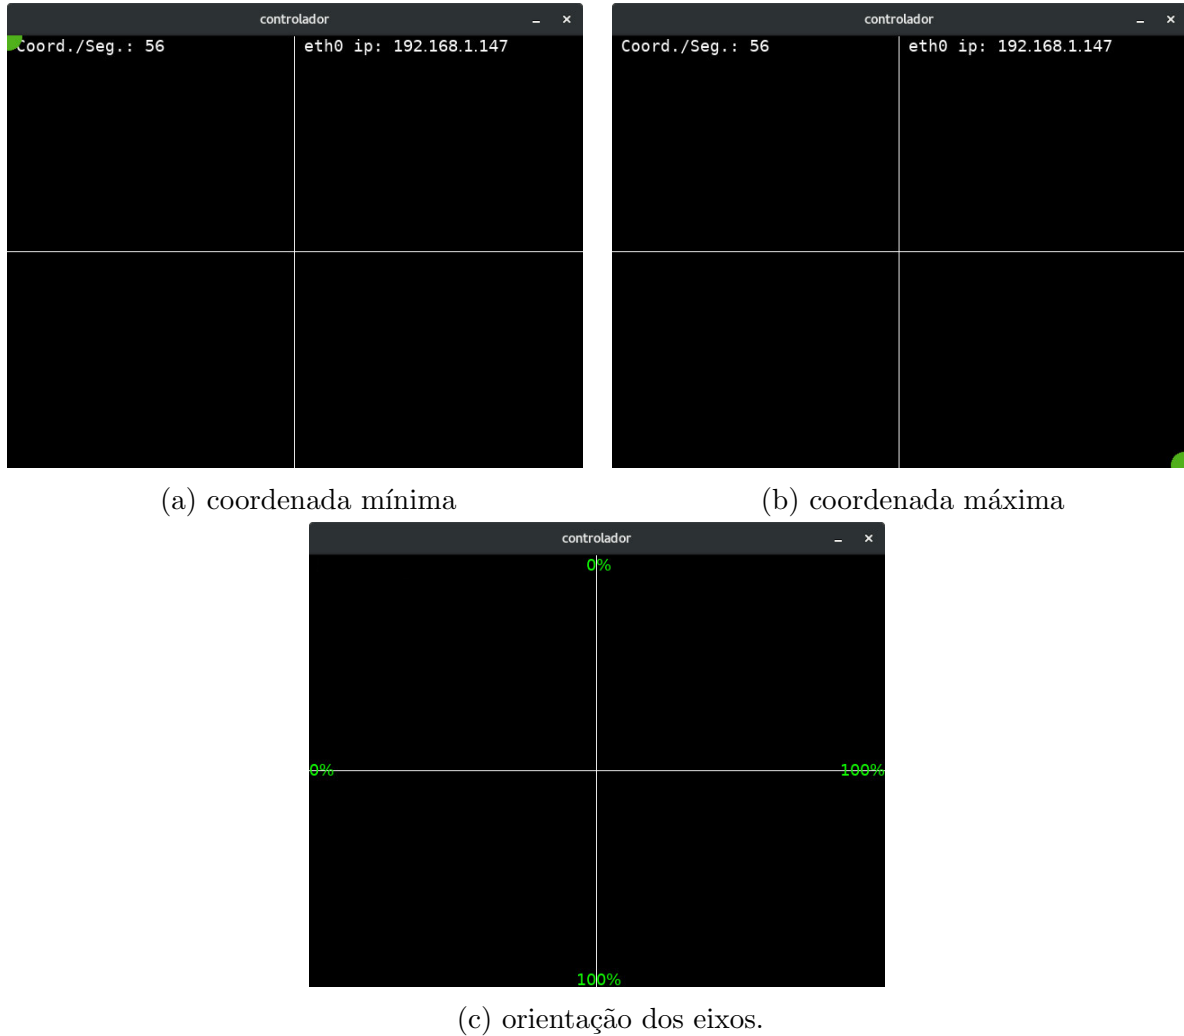 controlador
Coord./Seg.: 56 eth0 ip: 192.168.1.147
controlador
Coord./Seg.: 56 eth0 ip: 192.168.1.147
(a) coordenada mínima
(b) coordenada máxima
controlador
0%
0% 100%
100%
(c) orientação dos eixos.